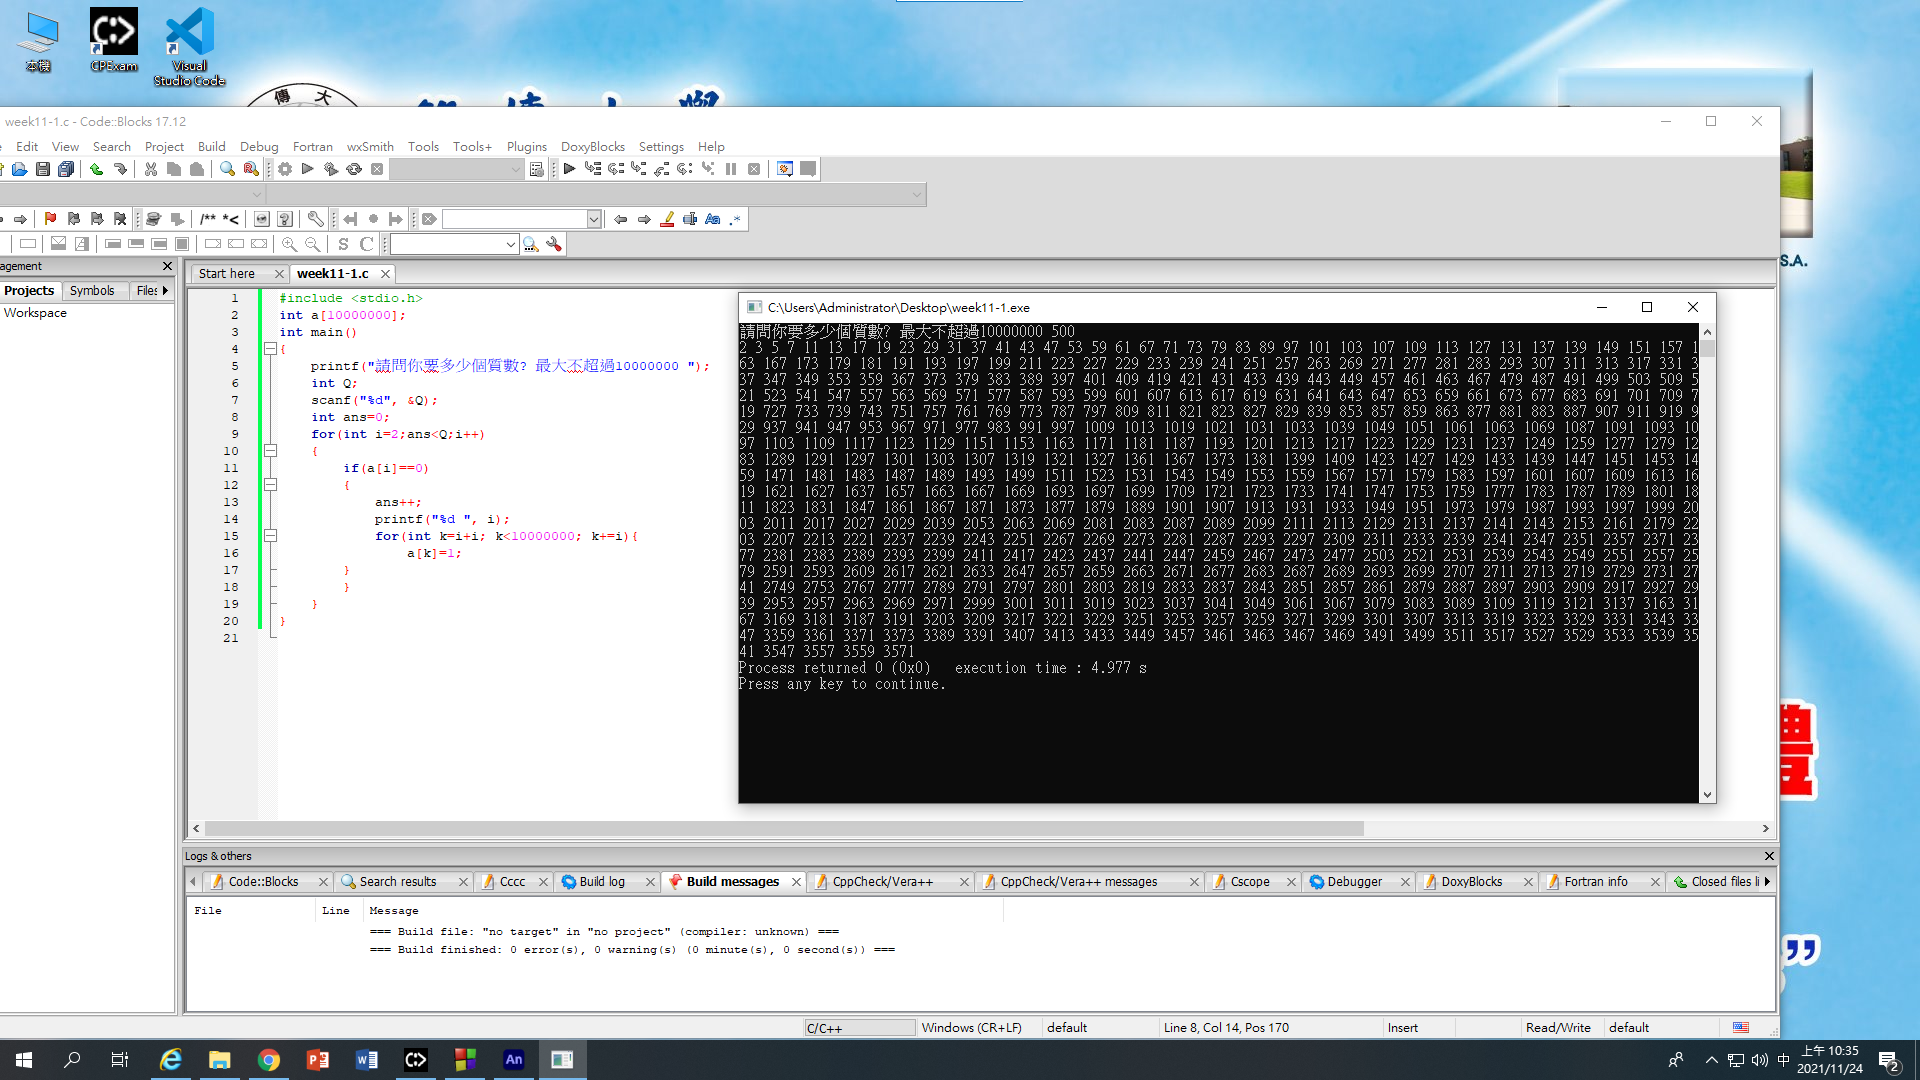 本機
CPExam
Visual
Studio Code
傳 大
week11-1.c - Code::Blocks 17.12
Edit View Search Project Build Debug Fortran wxSmith Tools Tools+ Plugins DoxyBlocks Settings Help
/** *<
S C
agement
Projects Symbols Files
Workspace
Start here week11-1.c
1 #include <stdio.h>
2 int a[10000000];
3 int main()
4 {
5 printf("請問你要多少個質數? 最大不超過10000000 ");
6 int Q;
7 scanf("%d", &Q);
8 int ans=0;
9 for(int i=2;ans<Q;i++)
10 {
11 if(a[i]==0)
12 {
13 ans++;
14 printf("%d ", i);
15 for(int k=i+i; k<10000000; k+=i){
16 a[k]=1;
17 }
18 }
19 }
20 }
21
C:\Users\Administrator\Desktop\week11-1.exe
請問你要多少個質數? 最大不超過10000000 500
2 3 5 7 11 13 17 19 23 29 31 37 41 43 47 53 59 61 67 71 73 79 83 89 97 101 103 107 109 113 127 131 137 139 149 151 157 1
63 167 173 179 181 191 193 197 199 211 223 227 229 233 239 241 251 257 263 269 271 277 281 283 293 307 311 313 317 331 3
37 347 349 353 359 367 373 379 383 389 397 401 409 419 421 431 433 439 443 449 457 461 463 467 479 487 491 499 503 509 5
21 523 541 547 557 563 569 571 577 587 593 599 601 607 613 617 619 631 641 643 647 653 659 661 673 677 683 691 701 709 7
19 727 733 739 743 751 757 761 769 773 787 797 809 811 821 823 827 829 839 853 857 859 863 877 881 883 887 907 911 919 9
29 937 941 947 953 967 971 977 983 991 997 1009 1013 1019 1021 1031 1033 1039 1049 1051 1061 1063 1069 1087 1091 1093 10
97 1103 1109 1117 1123 1129 1151 1153 1163 1171 1181 1187 1193 1201 1213 1217 1223 1229 1231 1237 1249 1259 1277 1279 12
83 1289 1291 1297 1301 1303 1307 1319 1321 1327 1361 1367 1373 1381 1399 1409 1423 1427 1429 1433 1439 1447 1451 1453 14
59 1471 1481 1483 1487 1489 1493 1499 1511 1523 1531 1543 1549 1553 1559 1567 1571 1579 1583 1597 1601 1607 1609 1613 16
19 1621 1627 1637 1657 1663 1667 1669 1693 1697 1699 1709 1721 1723 1733 1741 1747 1753 1759 1777 1783 1787 1789 1801 18
11 1823 1831 1847 1861 1867 1871 1873 1877 1879 1889 1901 1907 1913 1931 1933 1949 1951 1973 1979 1987 1993 1997 1999 20
03 2011 2017 2027 2029 2039 2053 2063 2069 2081 2083 2087 2089 2099 2111 2113 2129 2131 2137 2141 2143 2153 2161 2179 22
03 2207 2213 2221 2237 2239 2243 2251 2267 2269 2273 2281 2287 2293 2297 2309 2311 2333 2339 2341 2347 2351 2357 2371 23
77 2381 2383 2389 2393 2399 2411 2417 2423 2437 2441 2447 2459 2467 2473 2477 2503 2521 2531 2539 2543 2549 2551 2557 25
79 2591 2593 2609 2617 2621 2633 2647 2657 2659 2663 2671 2677 2683 2687 2689 2693 2699 2707 2711 2713 2719 2729 2731 27
41 2749 2753 2767 2777 2789 2791 2797 2801 2803 2819 2833 2837 2843 2851 2857 2861 2879 2887 2897 2903 2909 2917 2927 29
39 2953 2957 2963 2969 2971 2999 3001 3011 3019 3023 3037 3041 3049 3061 3067 3079 3083 3089 3109 3119 3121 3137 3163 31
67 3169 3181 3187 3191 3203 3209 3217 3221 3229 3251 3253 3257 3259 3271 3299 3301 3307 3313 3319 3323 3329 3331 3343 33
47 3359 3361 3371 3373 3389 3391 3407 3413 3433 3449 3457 3461 3463 3467 3469 3491 3499 3511 3517 3527 3529 3533 3539 35
41 3547 3557 3559 3571
Process returned 0 (0x0) execution time : 4.977 s
Press any key to continue.
S.A.
Logs & others
Code::Blocks Search results Cccc Build log Build messages CppCheck/Vera++ CppCheck/Vera++ messages Cscope Debugger DoxyBlocks Fortran info Closed files li
File Line Message
=== Build file: "no target" in "no project" (compiler: unknown) ===
=== Build finished: 0 error(s), 0 warning(s) (0 minute(s), 0 second(s)) ===
C/C++ Windows (CR+LF) default Line 8, Col 14, Pos 170 Insert Read/Write default
An
中
上午 10:35
2021/11/24
2